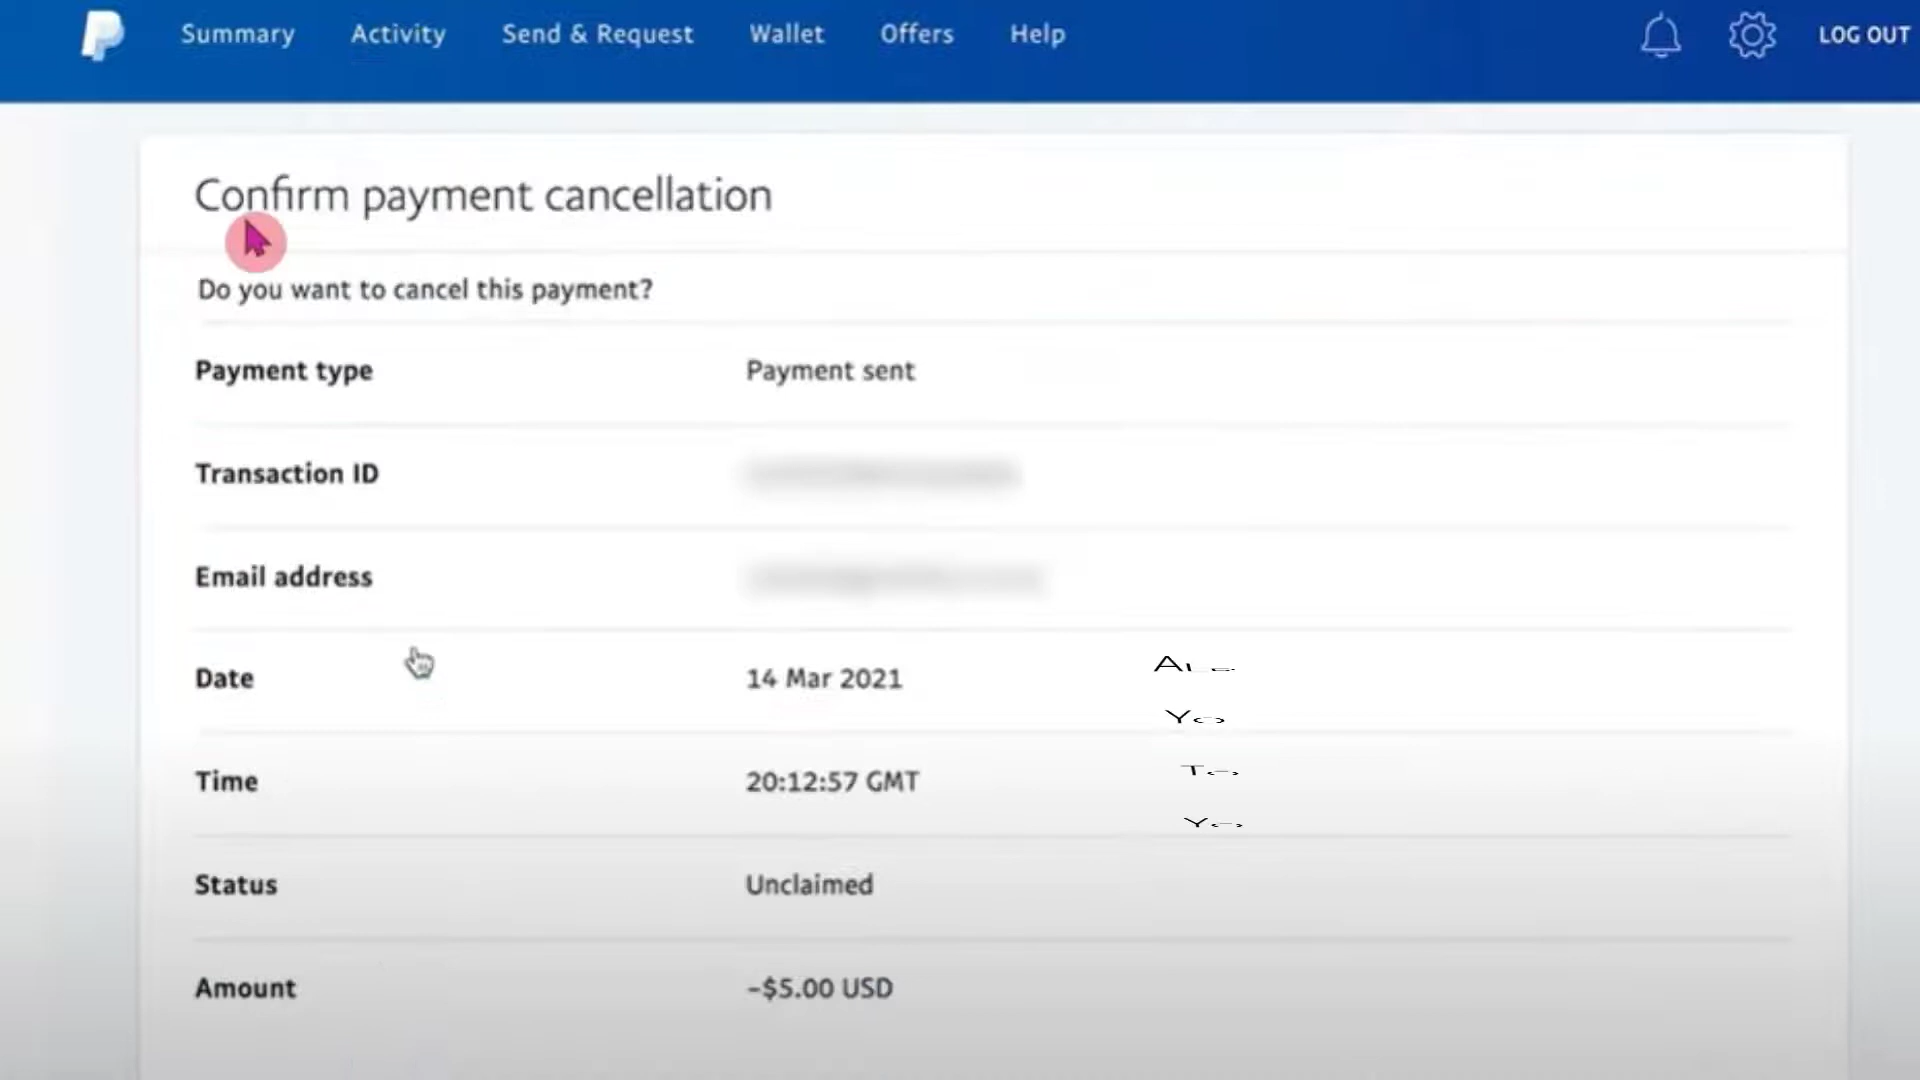 Summary Activity Send & Request Wallet Offers Help LOG OUT
Confirm payment cancellation
Do you want to cancel this payment?
Payment type Payment sent
Transaction ID
Email address
Date 14 Mar 2021
Time 20:12:57 GMT
Status Unclaimed
Amount -$5.00 USD